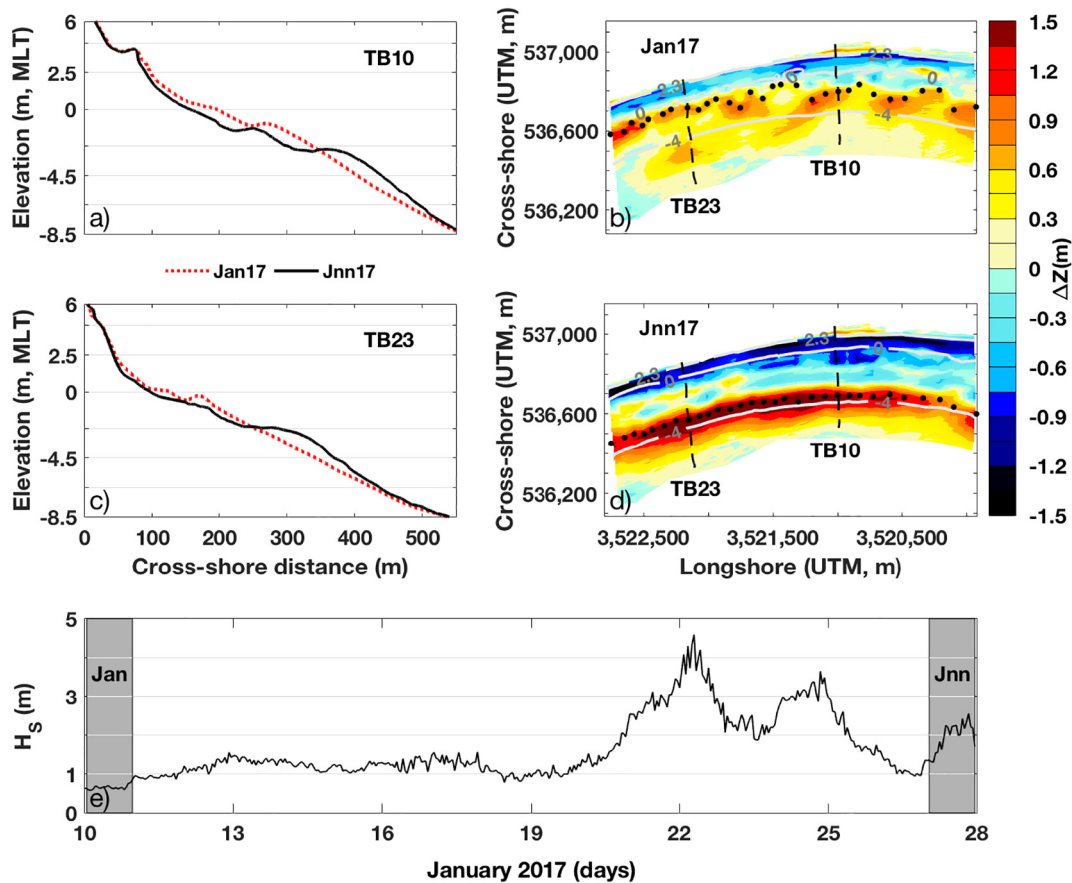 6
2.5
0
-4.5
-8.5
Elevation (m, MLT)
TB10
a)
Jan17
Jnn17
6
2.5
0
-4.5
-8.5
Elevation (m, MLT)
TB23
c)
0
100
200
300
400
500
Cross-shore distance (m)
537,000
536,600
536,200
Cross-shore (UTM, m)
Jan17
2.3
2.3
0
0
0
-4
-4
TB10
TB23
b)
537,000
536,600
536,200
Cross-shore (UTM, m)
Jnn17
2.3
2.3
0
0
-4
-4
TB10
TB23
d)
3,522,500
3,521,500
3,520,500
Longshore (UTM, m)
1.5
1.2
0.9
0.6
0.3
0
-0.3
-0.6
-0.9
-1.2
-1.5
ΔZ(m)
5
3
1
0
HS (m)
Jan
Jnn
e)
10
13
16
19
22
25
28
January 2017 (days)